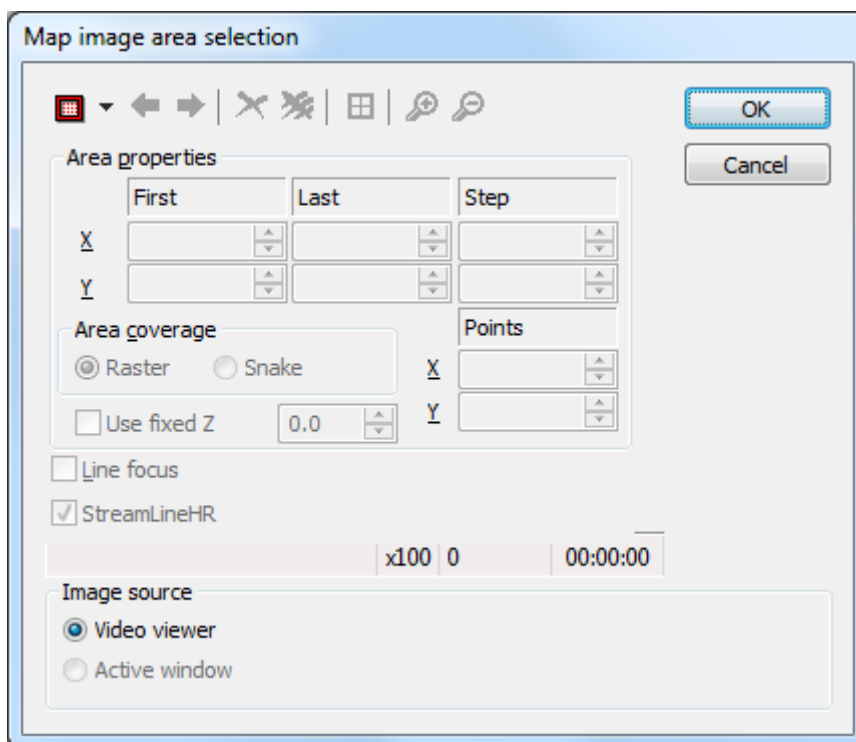 Map image area selection
OK
Cancel
Area properties
First Last Step
X
Y
Area coverage
Points
Raster Snake
X
Use fixed Z 0.0
Y
Line focus
StreamLineHR
x100 0 00:00:00
Image source
Video viewer
Active window